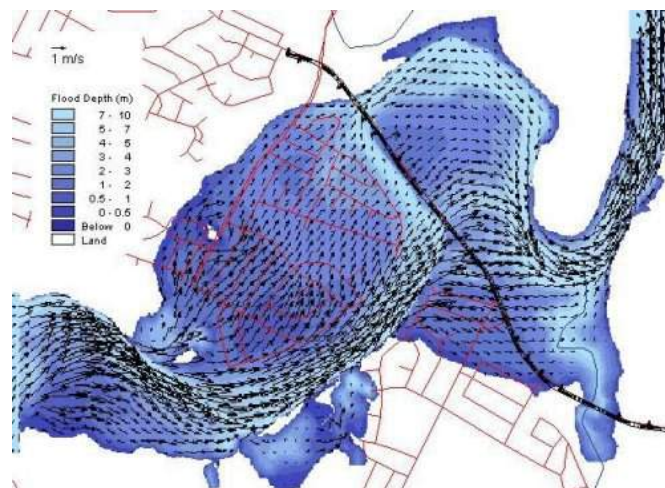 1 m/s
Flood Depth (m)
7 - 10
5 - 7
4 - 5
3 - 4
2 - 3
1 - 2
0.5 - 1
0 - 0.5
Below 0
Land